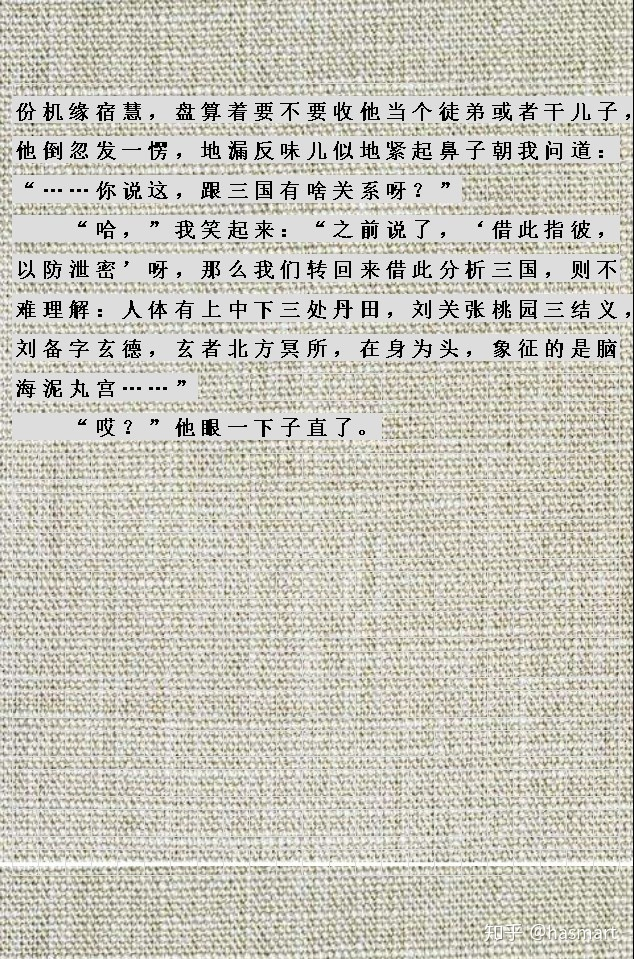 份机缘宿慧，盘算着要不要收他当个徒弟或者干儿子，
他倒忽发一愣，地漏反味儿似地紧起鼻子朝我问道：
“……你说这，跟三国有啥关系呀？”
“哈，”我笑起来：“之前说了，‘借此指彼，
以防泄密’呀，那么我们转回来借此分析三国，则不
难理解：人体有上中下三处丹田，刘关张桃园三结义，
刘备字玄德，玄者北方冥所，在身为头，象征的是脑
海泥丸宫……”
“哎？”他眼一下子直了。
知乎 @hasmart